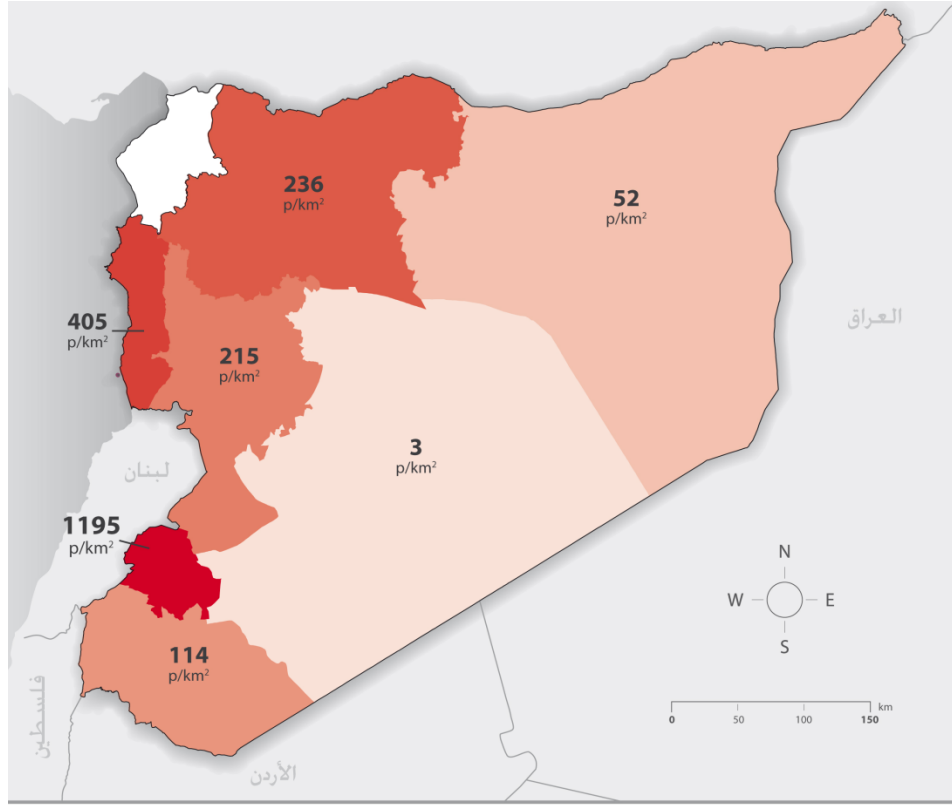 236
p/km²
52
p/km²
405
p/km²
العراق
215
p/km²
3
p/km²
لبنان
1195
p/km²
N
W
E
S
114
p/km²
فلسطين
km
0
50
100
150
الأردن